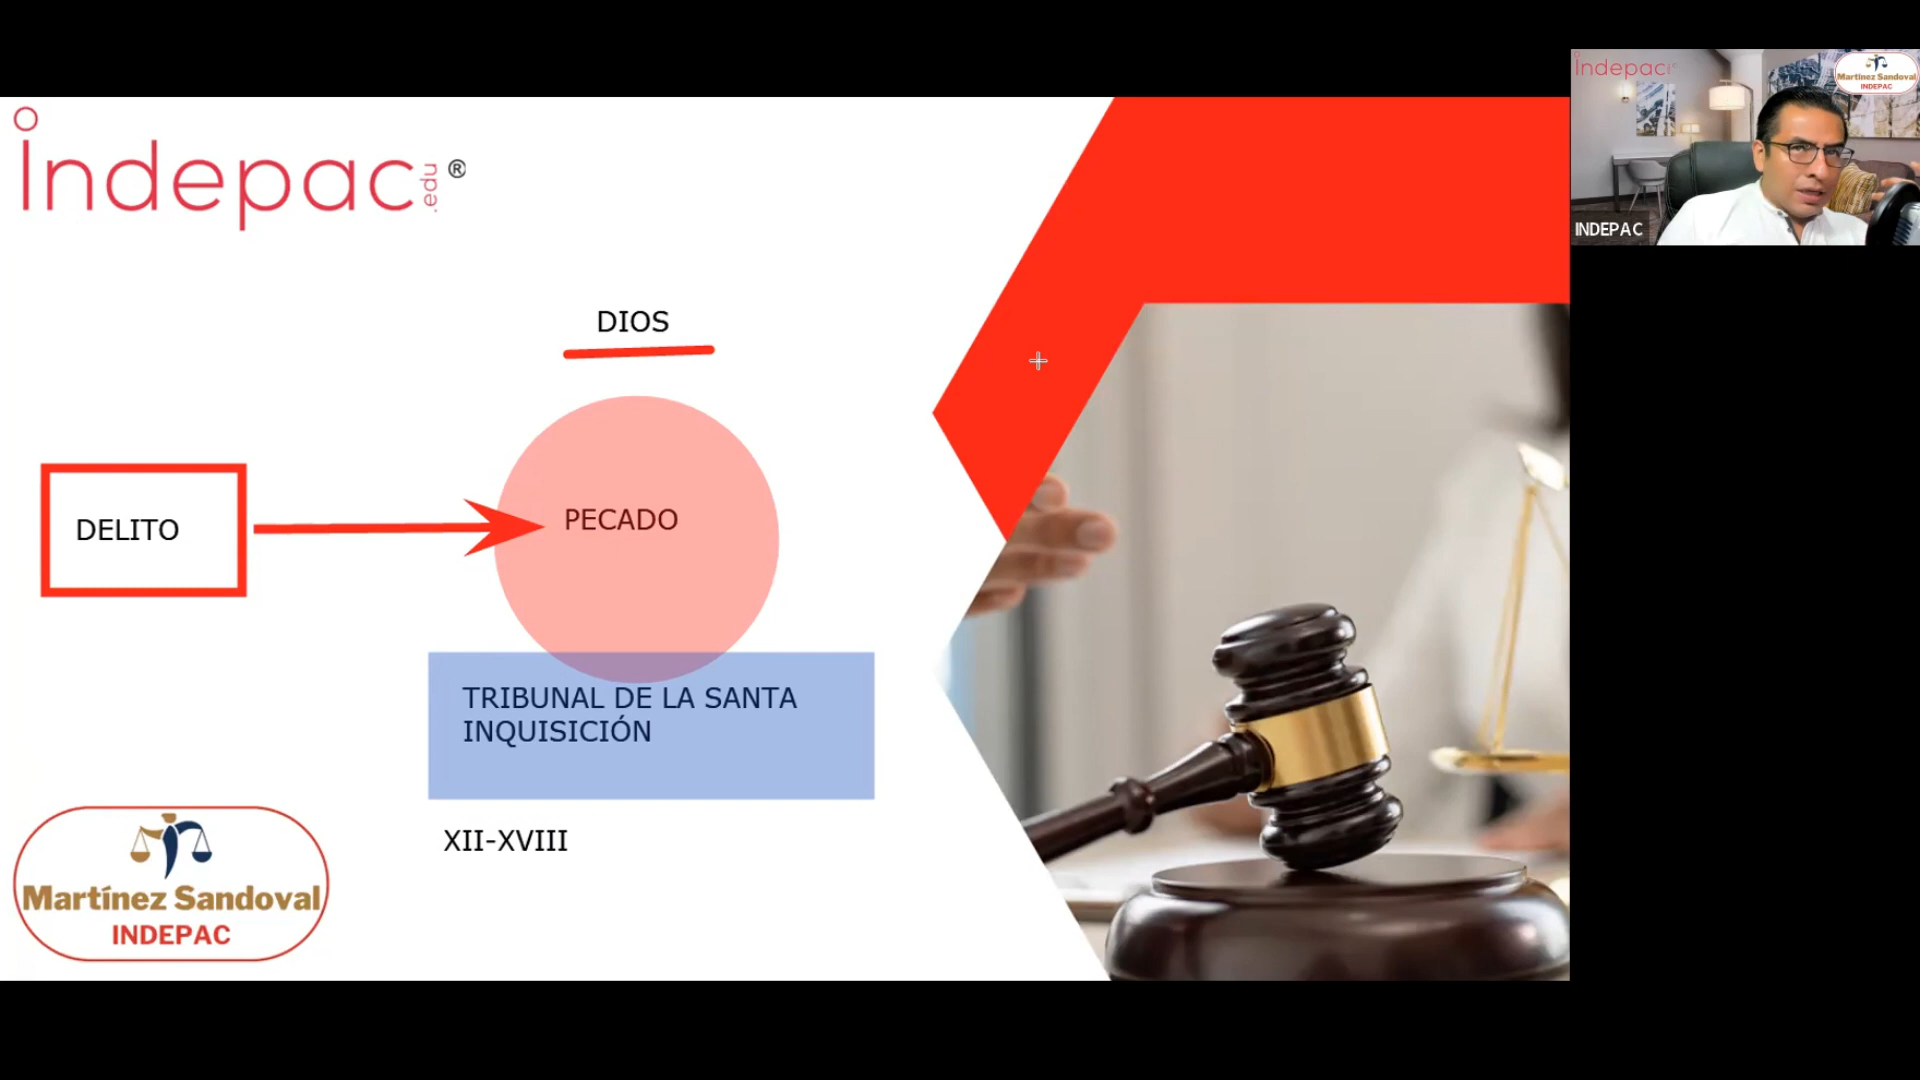 indepac.edu®
DIOS
DELITO
PECADO
TRIBUNAL DE LA SANTA
INQUISICIÓN
XII-XVIII
Martínez Sandoval
INDEPAC
indepac
Martínez Sandoval
INDEPAC
INDEPAC